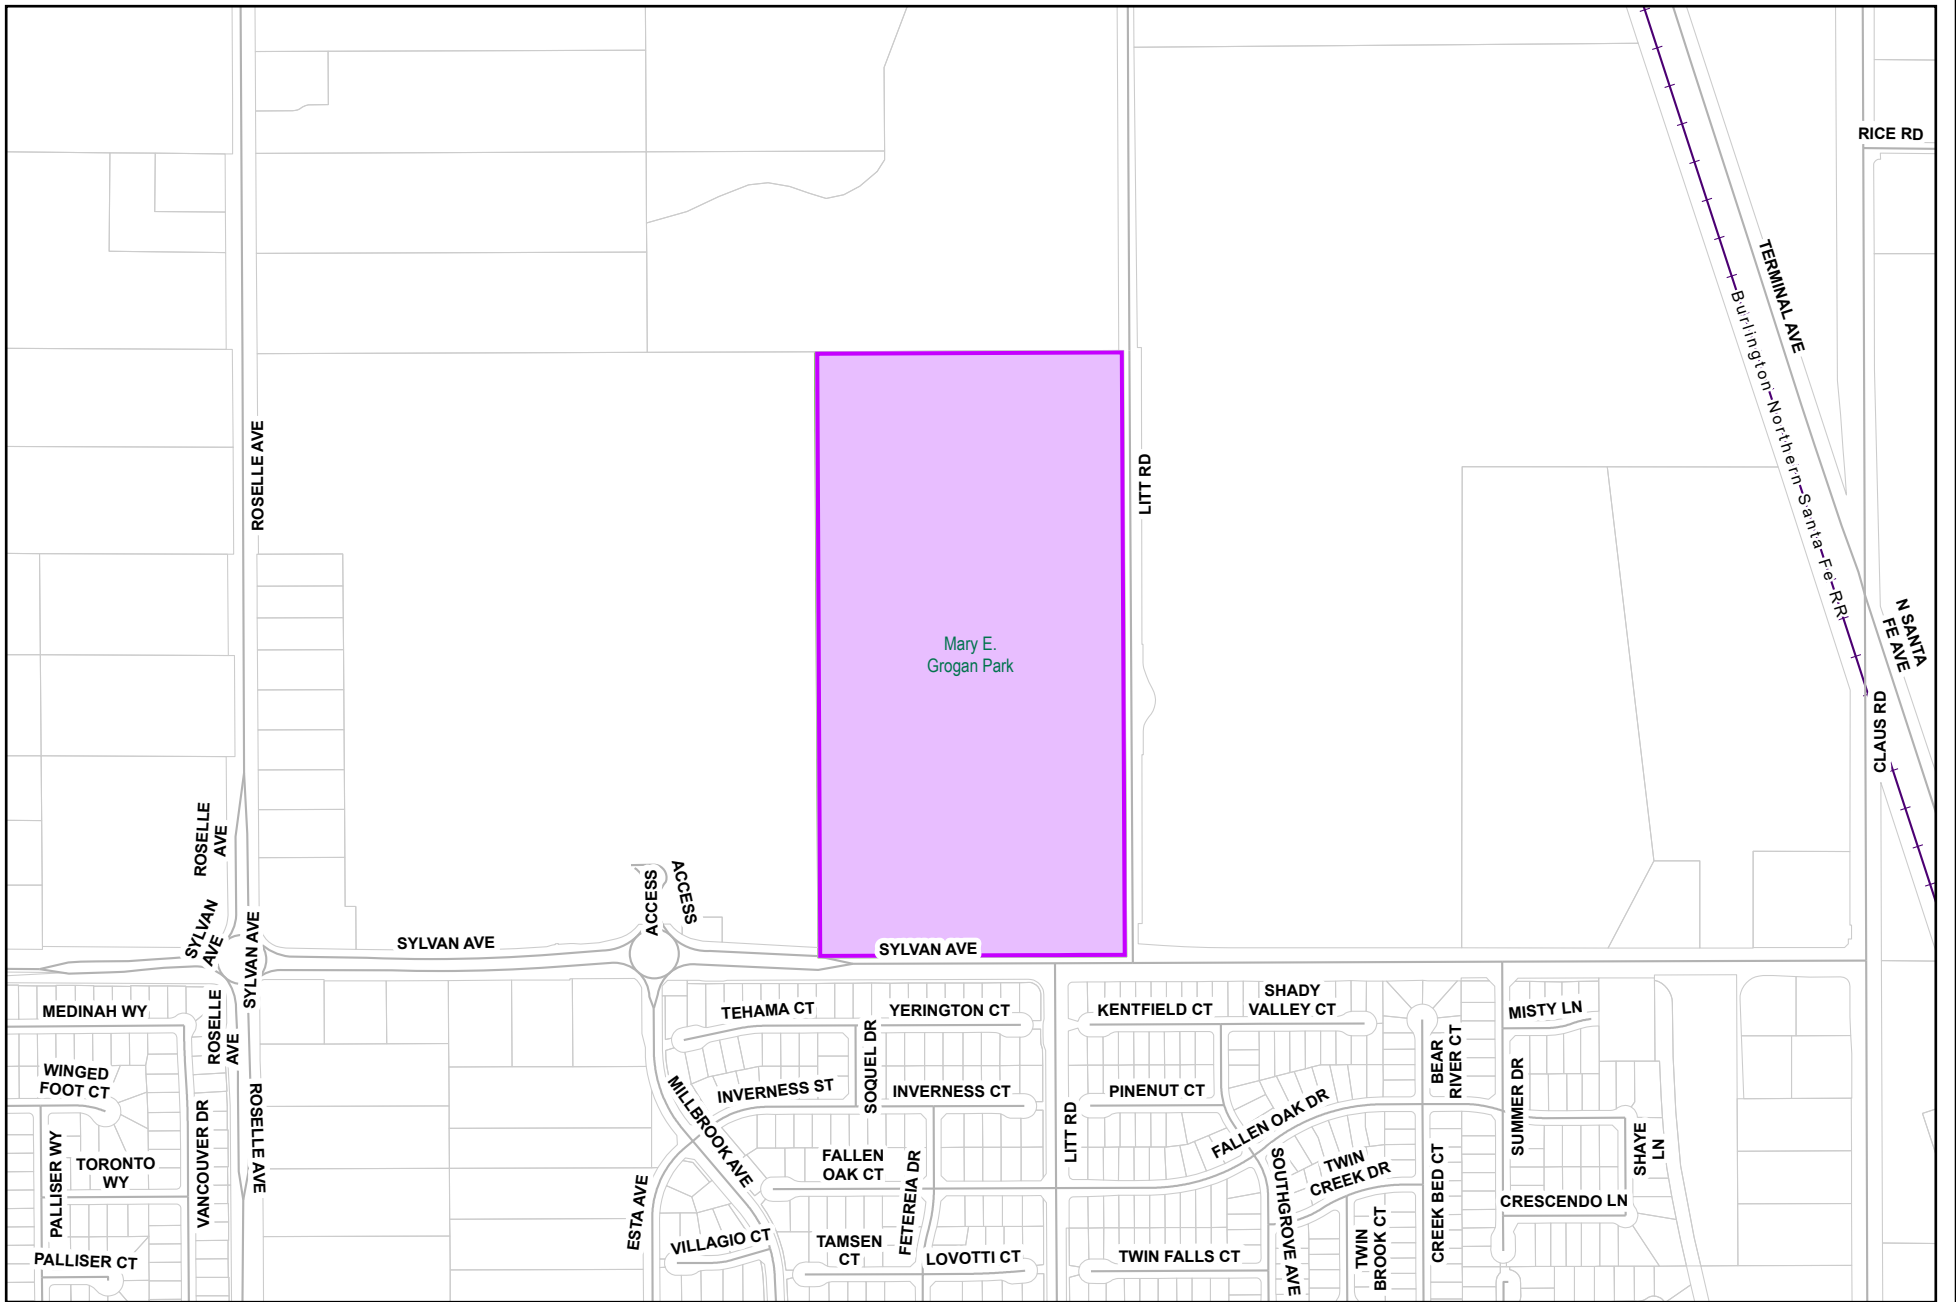 RICE RD
TERMINAL AVE
Burlington Northern Santa Fe RR
ROSELLE AVE
LITT RD
Mary E.
Grogan Park
N SANTA
FE AVE
CLAUS RD
ROSELLE
AVE
ACCESS
ACCESS
SYLVAN
AVE
SYLVAN AVE
SYLVAN AVE
SYLVAN AVE
MEDINAH WY
ROSELLE
AVE
TEHAMA CT
YERINGTON CT
KENTFIELD CT
SHADY
VALLEY CT
MISTY LN
SOQUEL DR
BEAR
RIVER CT
WINGED
FOOT CT
VANCOUVER DR
ROSELLE AVE
MILLBROOK AVE
INVERNESS ST
INVERNESS CT
LITT RD
PINENUT CT
FALLEN OAK DR
SUMMER DR
SHAYE
LN
PALLISER WY
TORONTO
WY
FALLEN
OAK CT
TWIN
CREEK DR
CREEK BED CT
CRESCENDO LN
ESTA AVE
FETEREIA DR
SOUTHGROVE AVE
TWIN
BROOK CT
PALLISER CT
VILLAGIO CT
TAMSEN
CT
LOVOTTI CT
TWIN FALLS CT